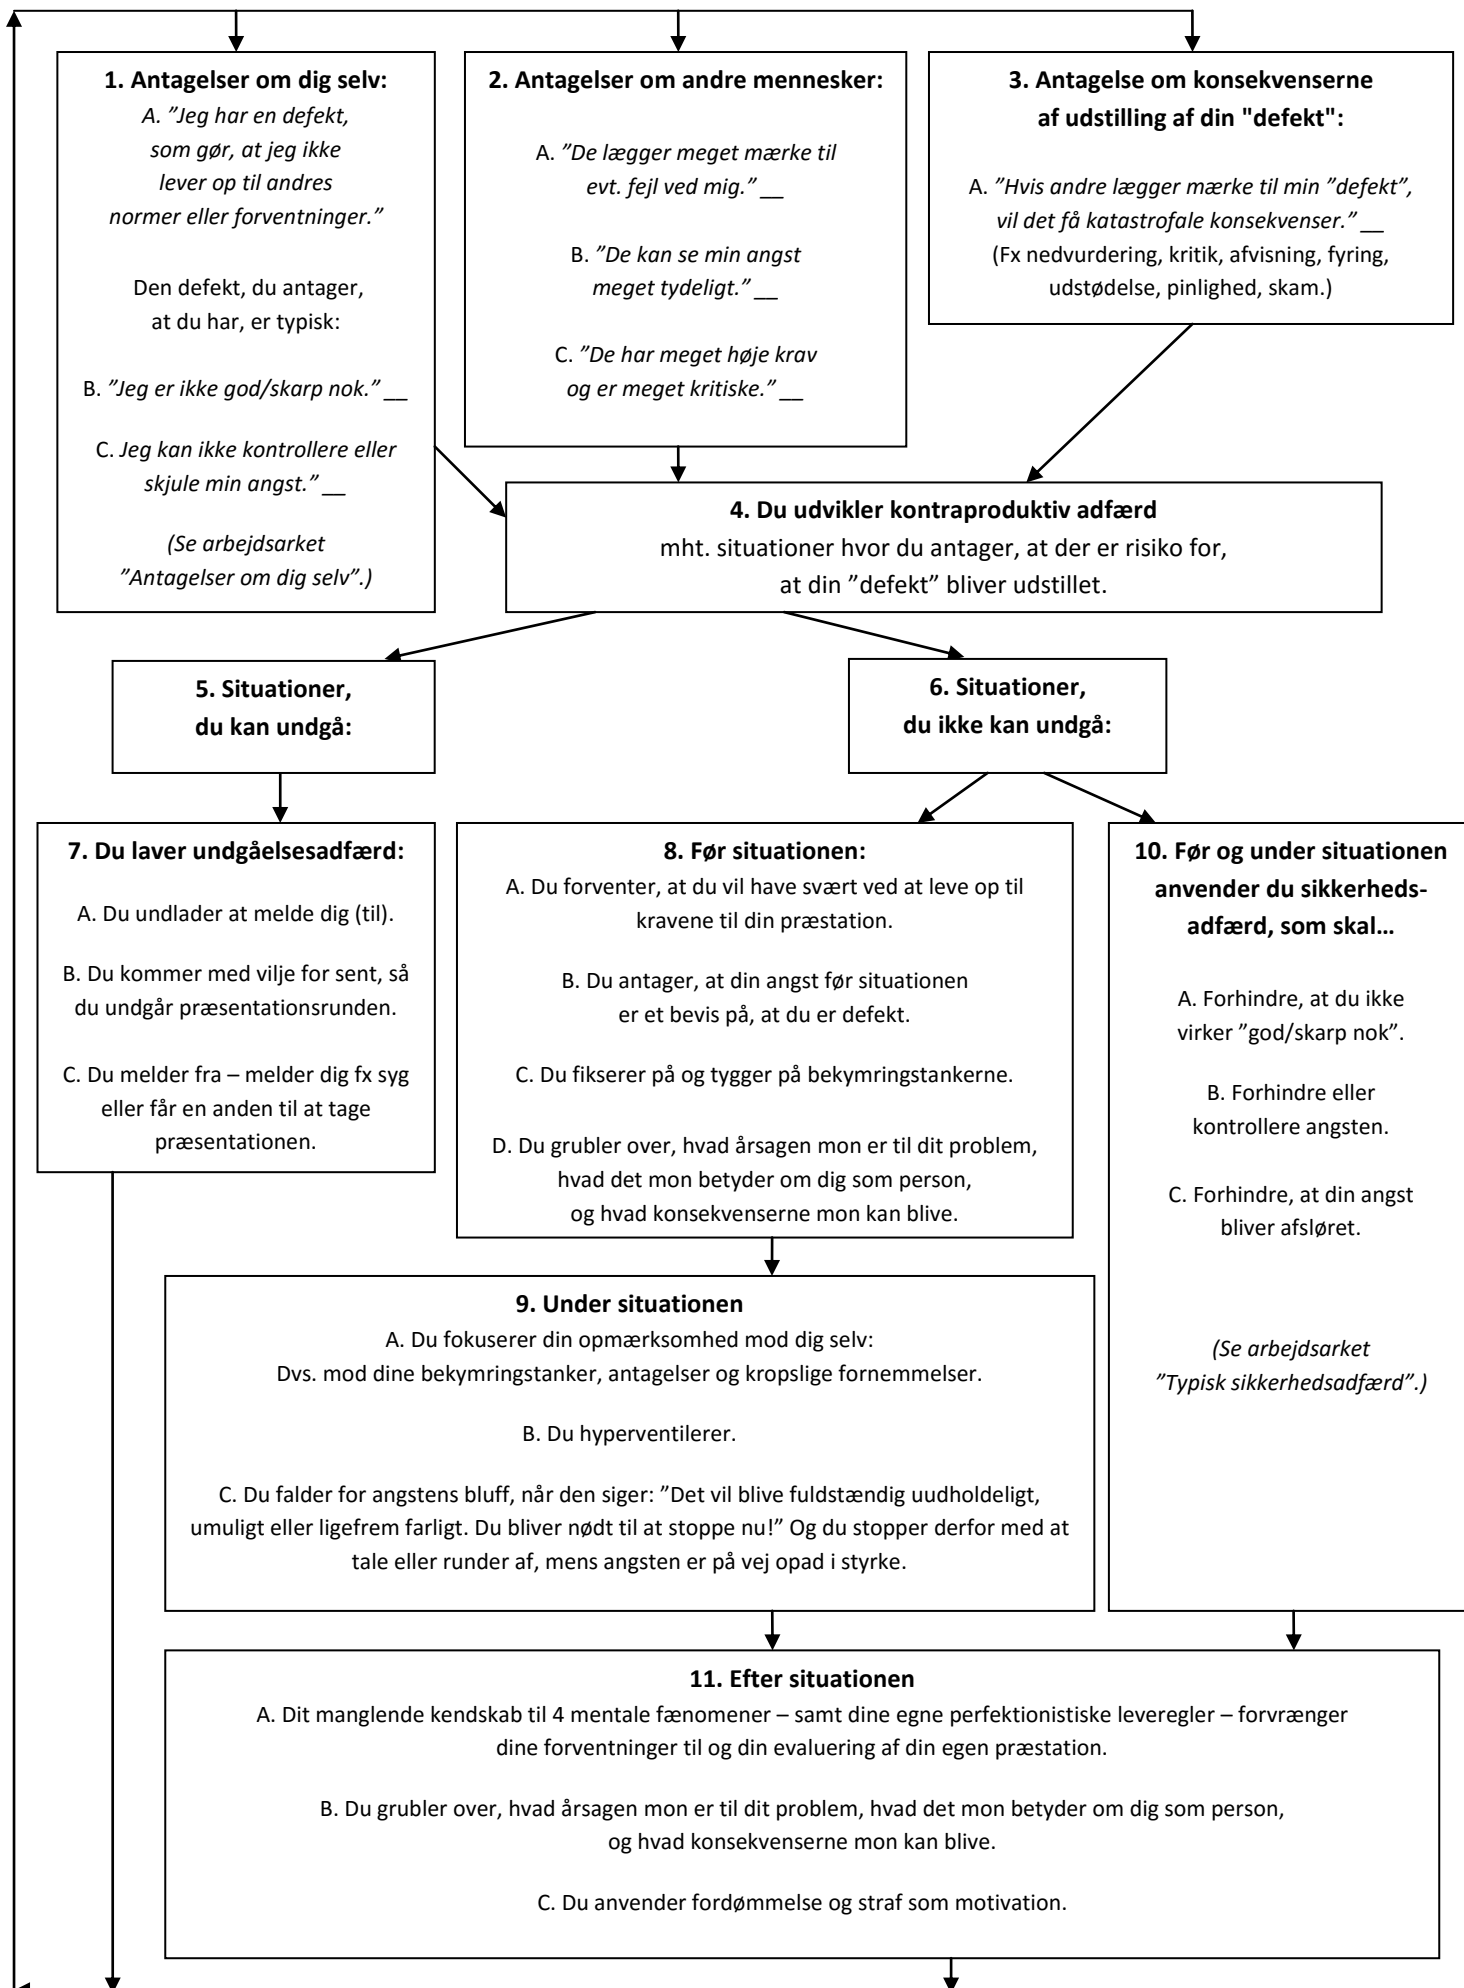 1. Antagelser om dig selv:
A. ”Jeg har en defekt,
som gør, at jeg ikke
lever op til andres
normer eller forventninger.”
Den defekt, du antager,
at du har, er typisk:
B. ”Jeg er ikke god/skarp nok.” __
C. Jeg kan ikke kontrollere eller
skjule min angst.” __
(Se arbejdsarket
”Antagelser om dig selv”.)
2. Antagelser om andre mennesker:
A. ”De lægger meget mærke til
evt. fejl ved mig.” __
B. ”De kan se min angst
meget tydeligt.” __
C. ”De har meget høje krav
og er meget kritiske.” __
3. Antagelse om konsekvenserne
af udstilling af din "defekt":
A. ”Hvis andre lægger mærke til min ”defekt”,
vil det få katastrofale konsekvenser.” __
(Fx nedvurdering, kritik, afvisning, fyring,
udstødelse, pinlighed, skam.)
4. Du udvikler kontraproduktiv adfærd
mht. situationer hvor du antager, at der er risiko for,
at din ”defekt” bliver udstillet.
5. Situationer,
du kan undgå:
6. Situationer,
du ikke kan undgå:
7. Du laver undgåelsesadfærd:
A. Du undlader at melde dig (til).
B. Du kommer med vilje for sent, så
du undgår præsentationsrunden.
C. Du melder fra – melder dig fx syg
eller får en anden til at tage
præsentationen.
8. Før situationen:
A. Du forventer, at du vil have svært ved at leve op til
kravene til din præstation.
B. Du antager, at din angst før situationen
er et bevis på, at du er defekt.
C. Du fikserer på og tygger på bekymringstankerne.
D. Du grubler over, hvad årsagen mon er til dit problem,
hvad det mon betyder om dig som person,
og hvad konsekvenserne mon kan blive.
10. Før og under situationen
anvender du sikkerheds-
adfærd, som skal…
A. Forhindre, at du ikke
virker ”god/skarp nok”.
B. Forhindre eller
kontrollere angsten.
C. Forhindre, at din angst
bliver afsløret.
(Se arbejdsarket
”Typisk sikkerhedsadfærd”.)
9. Under situationen
A. Du fokuserer din opmærksomhed mod dig selv:
Dvs. mod dine bekymringstanker, antagelser og kropslige fornemmelser.
B. Du hyperventilerer.
C. Du falder for angstens bluff, når den siger: ”Det vil blive fuldstændig uudholdeligt,
umuligt eller ligefrem farligt. Du bliver nødt til at stoppe nu!” Og du stopper derfor med at
tale eller runder af, mens angsten er på vej opad i styrke.
11. Efter situationen
A. Dit manglende kendskab til 4 mentale fænomener – samt dine egne perfektionistiske leveregler – forvrænger
dine forventninger til og din evaluering af din egen præstation.
B. Du grubler over, hvad årsagen mon er til dit problem, hvad det mon betyder om dig som person,
og hvad konsekvenserne mon kan blive.
C. Du anvender fordømmelse og straf som motivation.